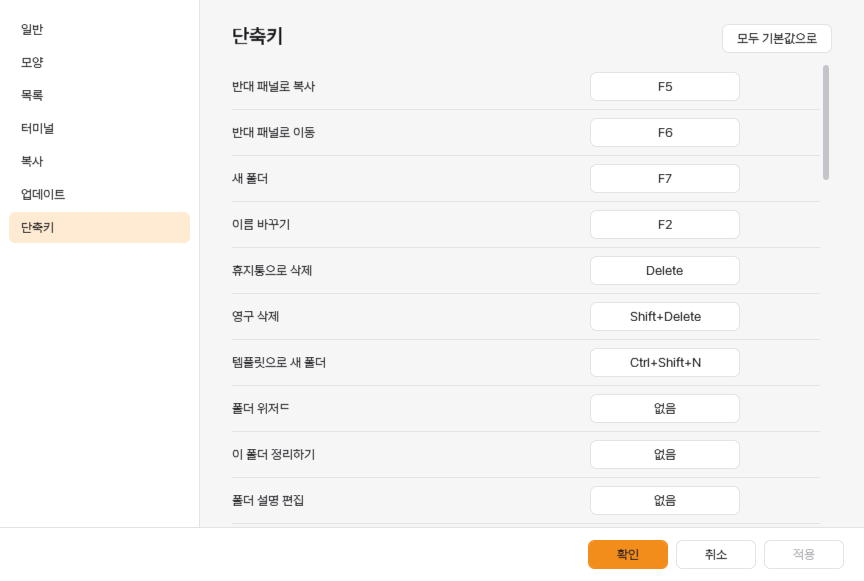 일반
모양
목록
터미널
복사
업데이트
단축키
단축키
모두 기본값으로
반대 패널로 복사
F5
반대 패널로 이동
F6
새 폴더
F7
이름 바꾸기
F2
휴지통으로 삭제
Delete
영구 삭제
Shift+Delete
템플릿으로 새 폴더
Ctrl+Shift+N
폴더 위저드
없음
이 폴더 정리하기
없음
폴더 설명 편집
없음
확인
취소
적용